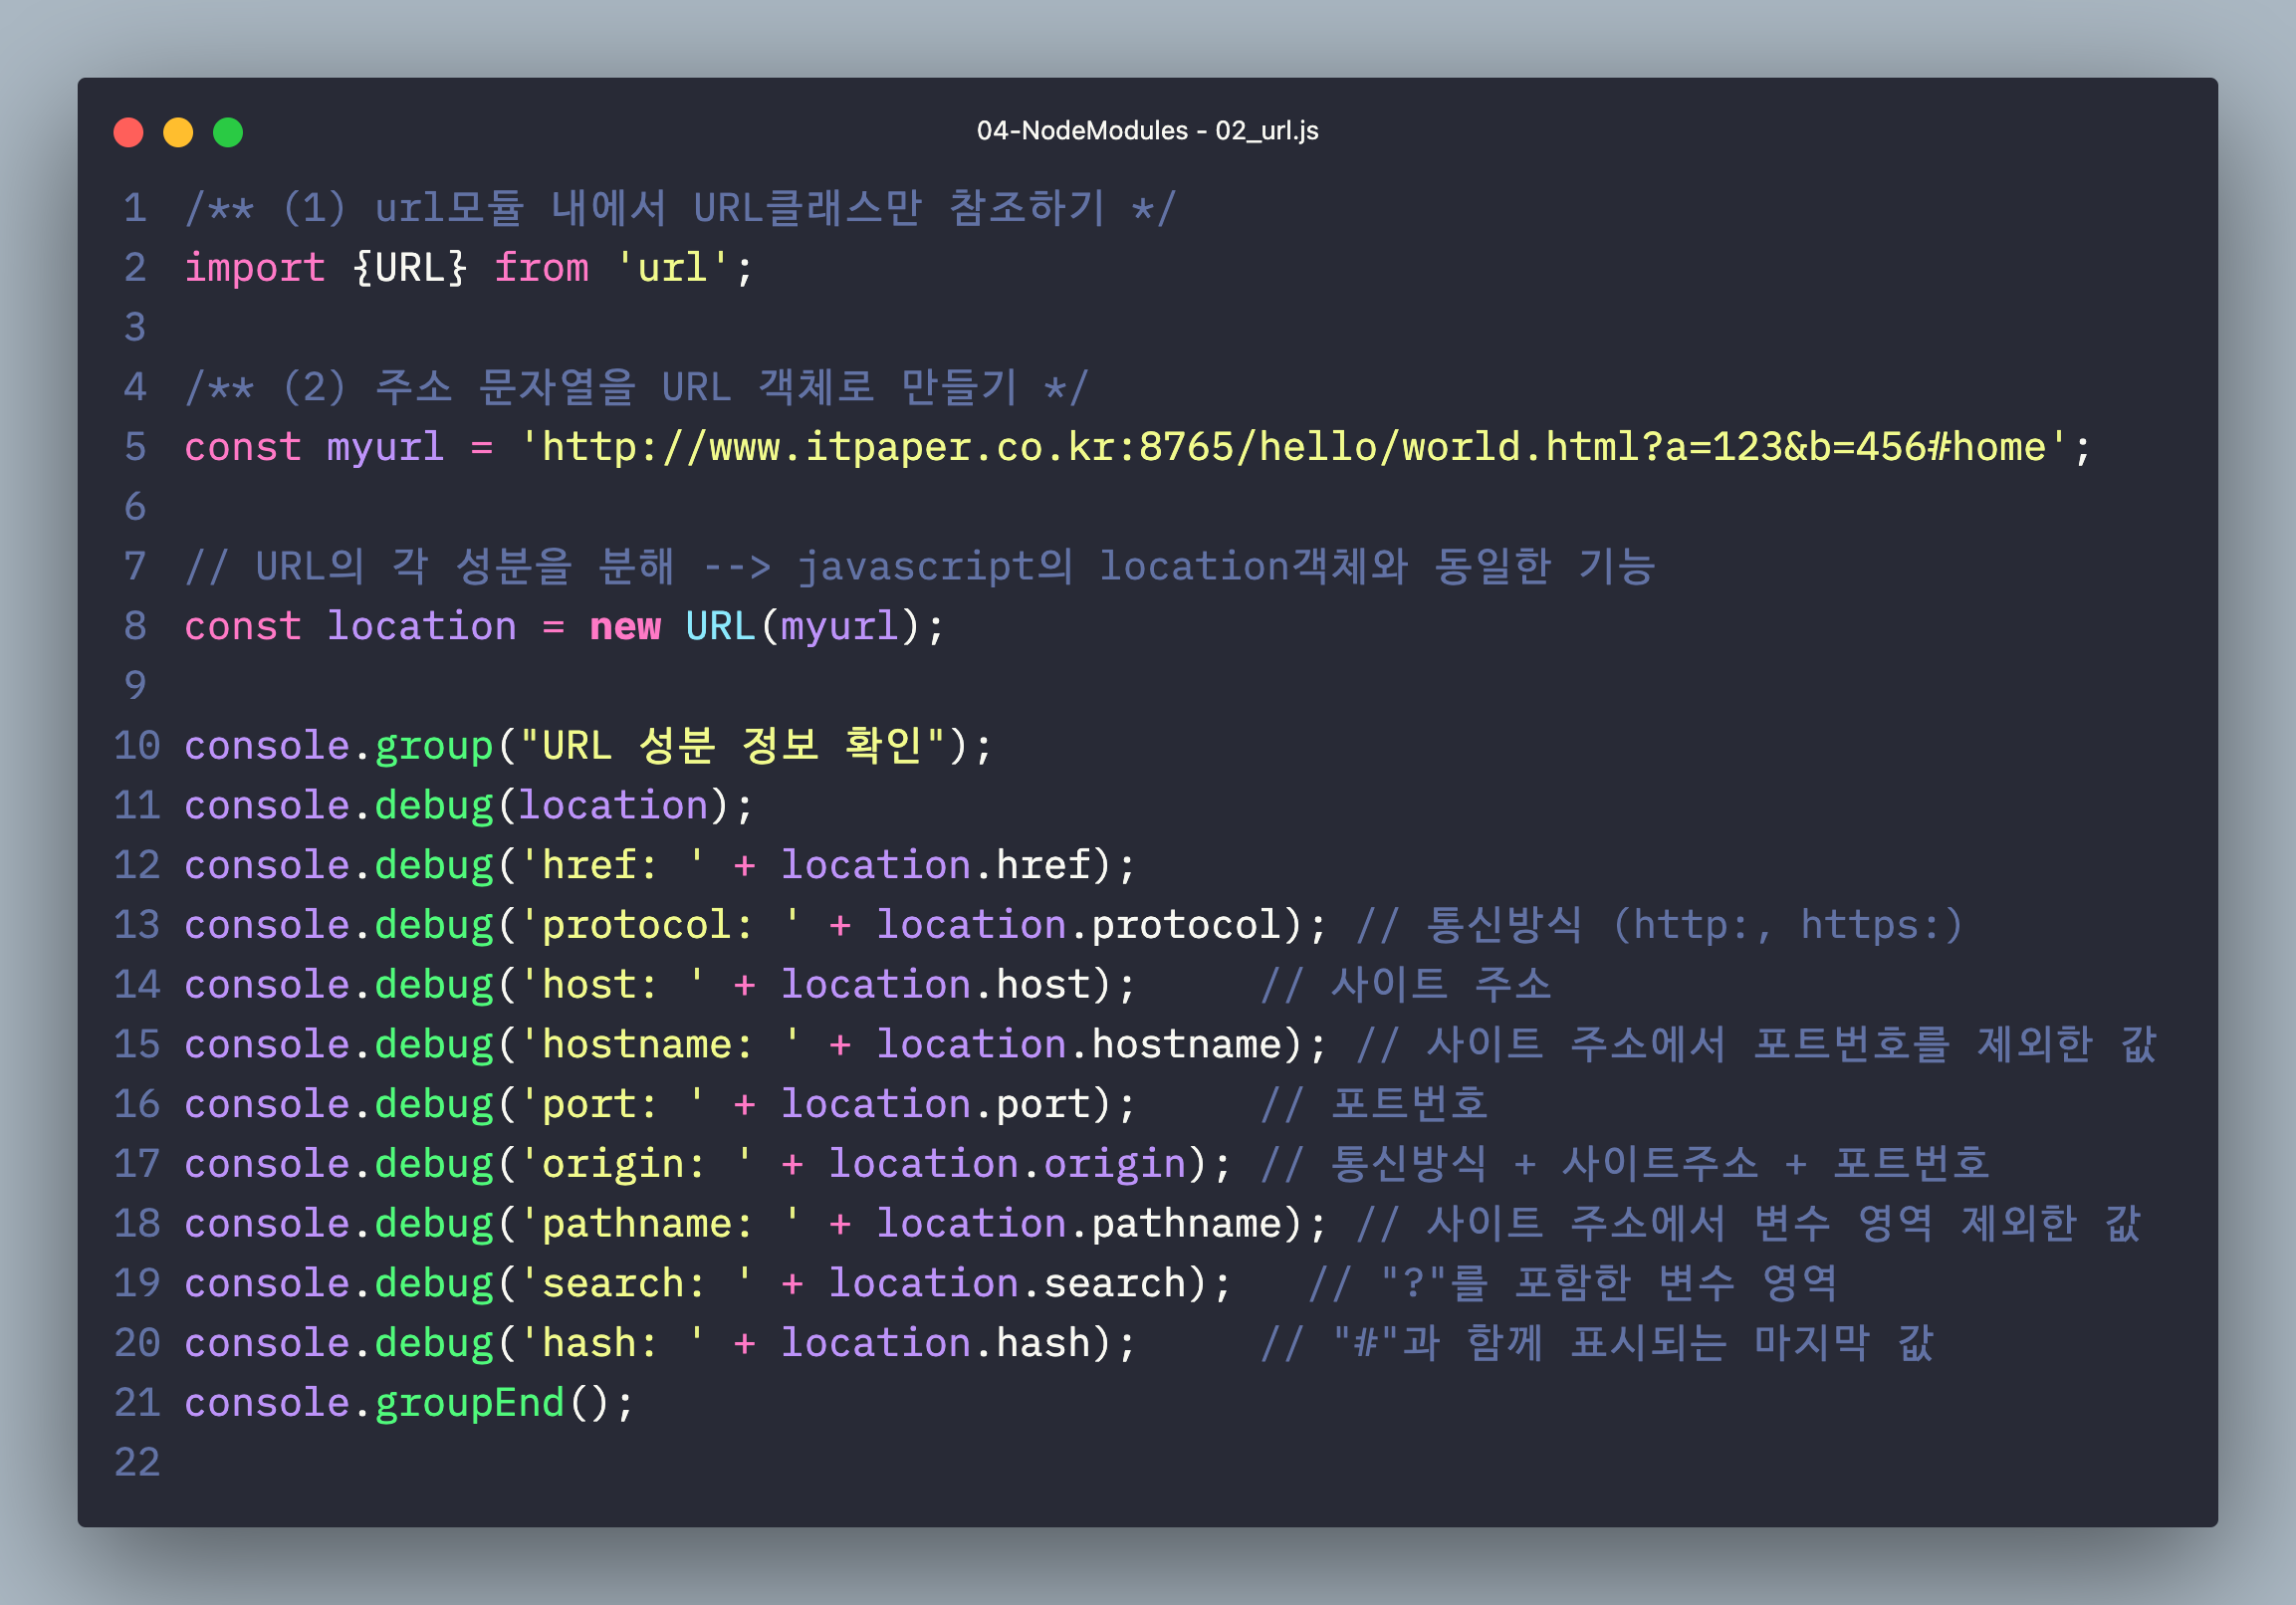 04-NodeModules - 02_url.js
1 /** (1) url모듈 내에서 URL클래스만 참조하기 */
2 import {URL} from 'url';
3
4 /** (2) 주소 문자열을 URL 객체로 만들기 */
5 const myurl = 'http://www.itpaper.co.kr:8765/hello/world.html?a=123&b=456#home';
6
7 // URL의 각 성분을 분해 --> javascript의 location객체와 동일한 기능
8 const location = new URL(myurl);
9
10 console.group("URL 성분 정보 확인");
11 console.debug(location);
12 console.debug('href: ' + location.href);
13 console.debug('protocol: ' + location.protocol); // 통신방식 (http:, https:)
14 console.debug('host: ' + location.host);     // 사이트 주소
15 console.debug('hostname: ' + location.hostname); // 사이트 주소에서 포트번호를 제외한 값
16 console.debug('port: ' + location.port);     // 포트번호
17 console.debug('origin: ' + location.origin); // 통신방식 + 사이트주소 + 포트번호
18 console.debug('pathname: ' + location.pathname); // 사이트 주소에서 변수 영역 제외한 값
19 console.debug('search: ' + location.search);   // "?"를 포함한 변수 영역
20 console.debug('hash: ' + location.hash);     // "#"과 함께 표시되는 마지막 값
21 console.groupEnd();
22